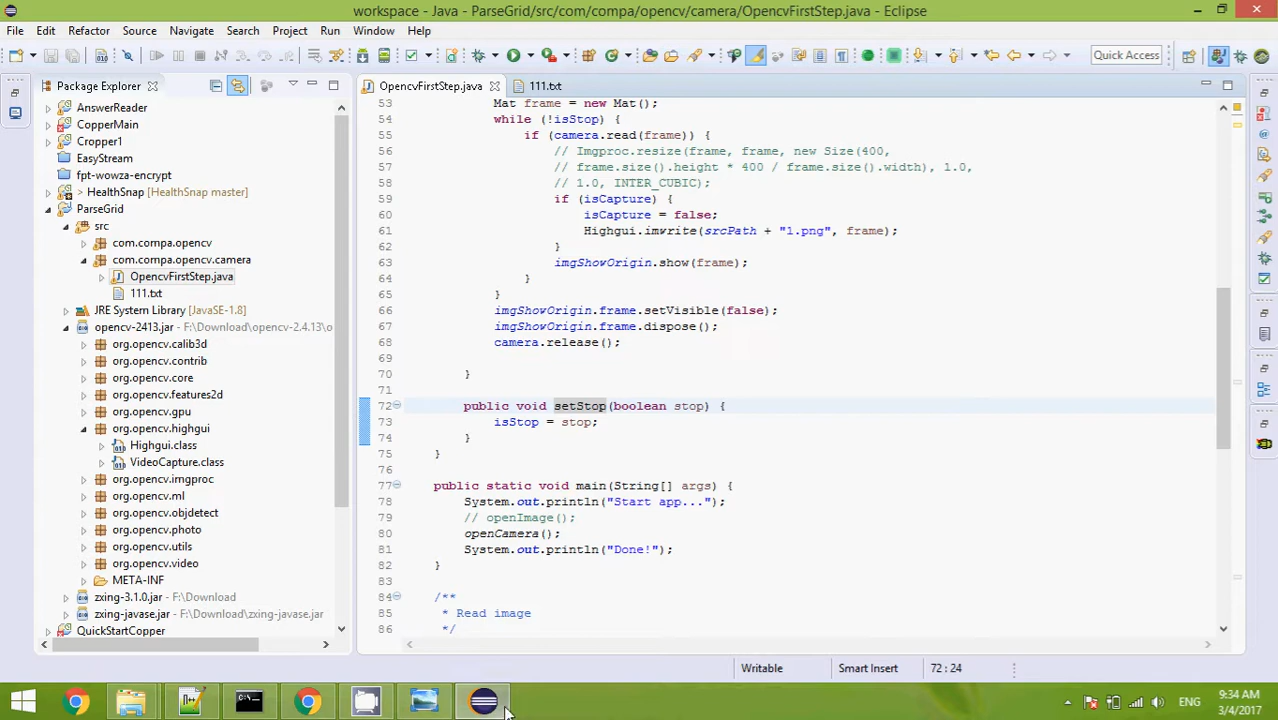 workspace - Java - ParseGrid/src/com/compa/opencv/camera/OpencvFirstStep.java - Eclipse
File Edit Refactor Source Navigate Search Project Run Window Help
Quick Access
Package Explorer
OpencvFirstStep.java
111.txt
AnswerReader
CopperMain
Cropper1
EasyStream
fpt-wowza-encrypt
> HealthSnap [HealthSnap master]
ParseGrid
src
com.compa.opencv
com.compa.opencv.camera
OpencvFirstStep.java
111.txt
JRE System Library [JavaSE-1.8]
opencv-2413.jar - F:\Download\opencv-2.4.13\o
org.opencv.calib3d
org.opencv.contrib
org.opencv.core
org.opencv.features2d
org.opencv.gpu
org.opencv.highgui
Highgui.class
VideoCapture.class
org.opencv.imgproc
org.opencv.ml
org.opencv.objdetect
org.opencv.photo
org.opencv.utils
org.opencv.video
META-INF
zxing-3.1.0.jar - F:\Download
zxing-javase.jar - F:\Download\zxing-javase.jar
QuickStartCopper
53 Mat frame = new Mat();
54 while (!isStop) {
55 if (camera.read(frame)) {
56 // Imgproc.resize(frame, frame, new Size(400,
57 // frame.size().height * 400 / frame.size().width), 1.0,
58 // 1.0, INTER_CUBIC);
59 if (isCapture) {
60 isCapture = false;
61 Highgui.imwrite(srcPath + "1.png", frame);
62 }
63 imgShowOrigin.show(frame);
64 }
65 }
66 imgShowOrigin.frame.setVisible(false);
67 imgShowOrigin.frame.dispose();
68 camera.release();
69
70 }
71
72 public void setStop(boolean stop) {
73 isStop = stop;
74 }
75 }
76
77 public static void main(String[] args) {
78 System.out.println("Start app...");
79 // openImage();
80 openCamera();
81 System.out.println("Done!");
82 }
83
84 /**
85 * Read image
86 */
Writable Smart Insert 72 : 24
ENG
9:34 AM
3/4/2017